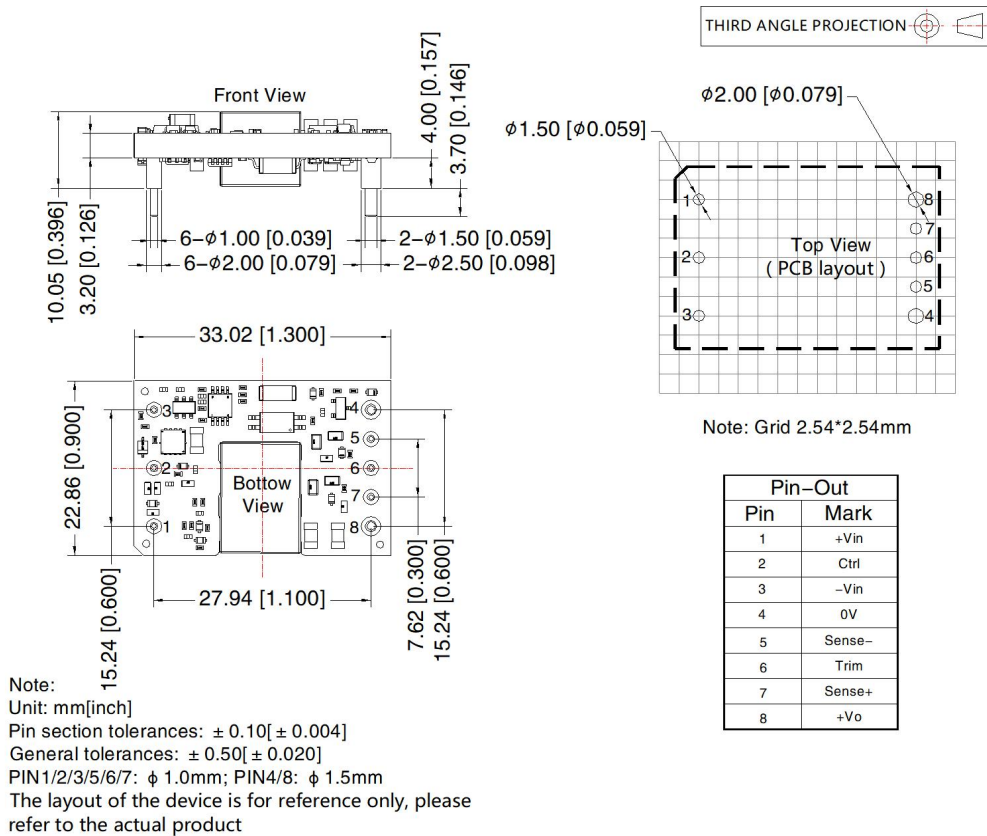 THIRD ANGLE PROJECTION
Front View
4.00 [0.157]
3.70 [0.146]
10.05 [0.396]
3.20 [0.126]
6-φ1.00 [0.039]
2-φ1.50 [0.059]
6-φ2.00 [0.079]
2-φ2.50 [0.098]
φ2.00 [φ0.079]
φ1.50 [φ0.059]
1
8
7
2
Top View
6
( PCB layout )
5
3
4
Note: Grid 2.54*2.54mm
33.02 [1.300]
22.86 [0.900]
3
4
5
2
6
Bottow
View
7
1
8
27.94 [1.100]
15.24 [0.600]
7.62 [0.300]
15.24 [0.600]
Pin-Out
Pin Mark
1 +Vin
2 Ctrl
3 -Vin
4 0V
5 Sense-
6 Trim
7 Sense+
8 +Vo
Note:
Unit: mm[inch]
Pin section tolerances: ± 0.10[ ± 0.004]
General tolerances: ± 0.50[ ± 0.020]
PIN1/2/3/5/6/7: φ 1.0mm; PIN4/8: φ 1.5mm
The layout of the device is for reference only, please
refer to the actual product